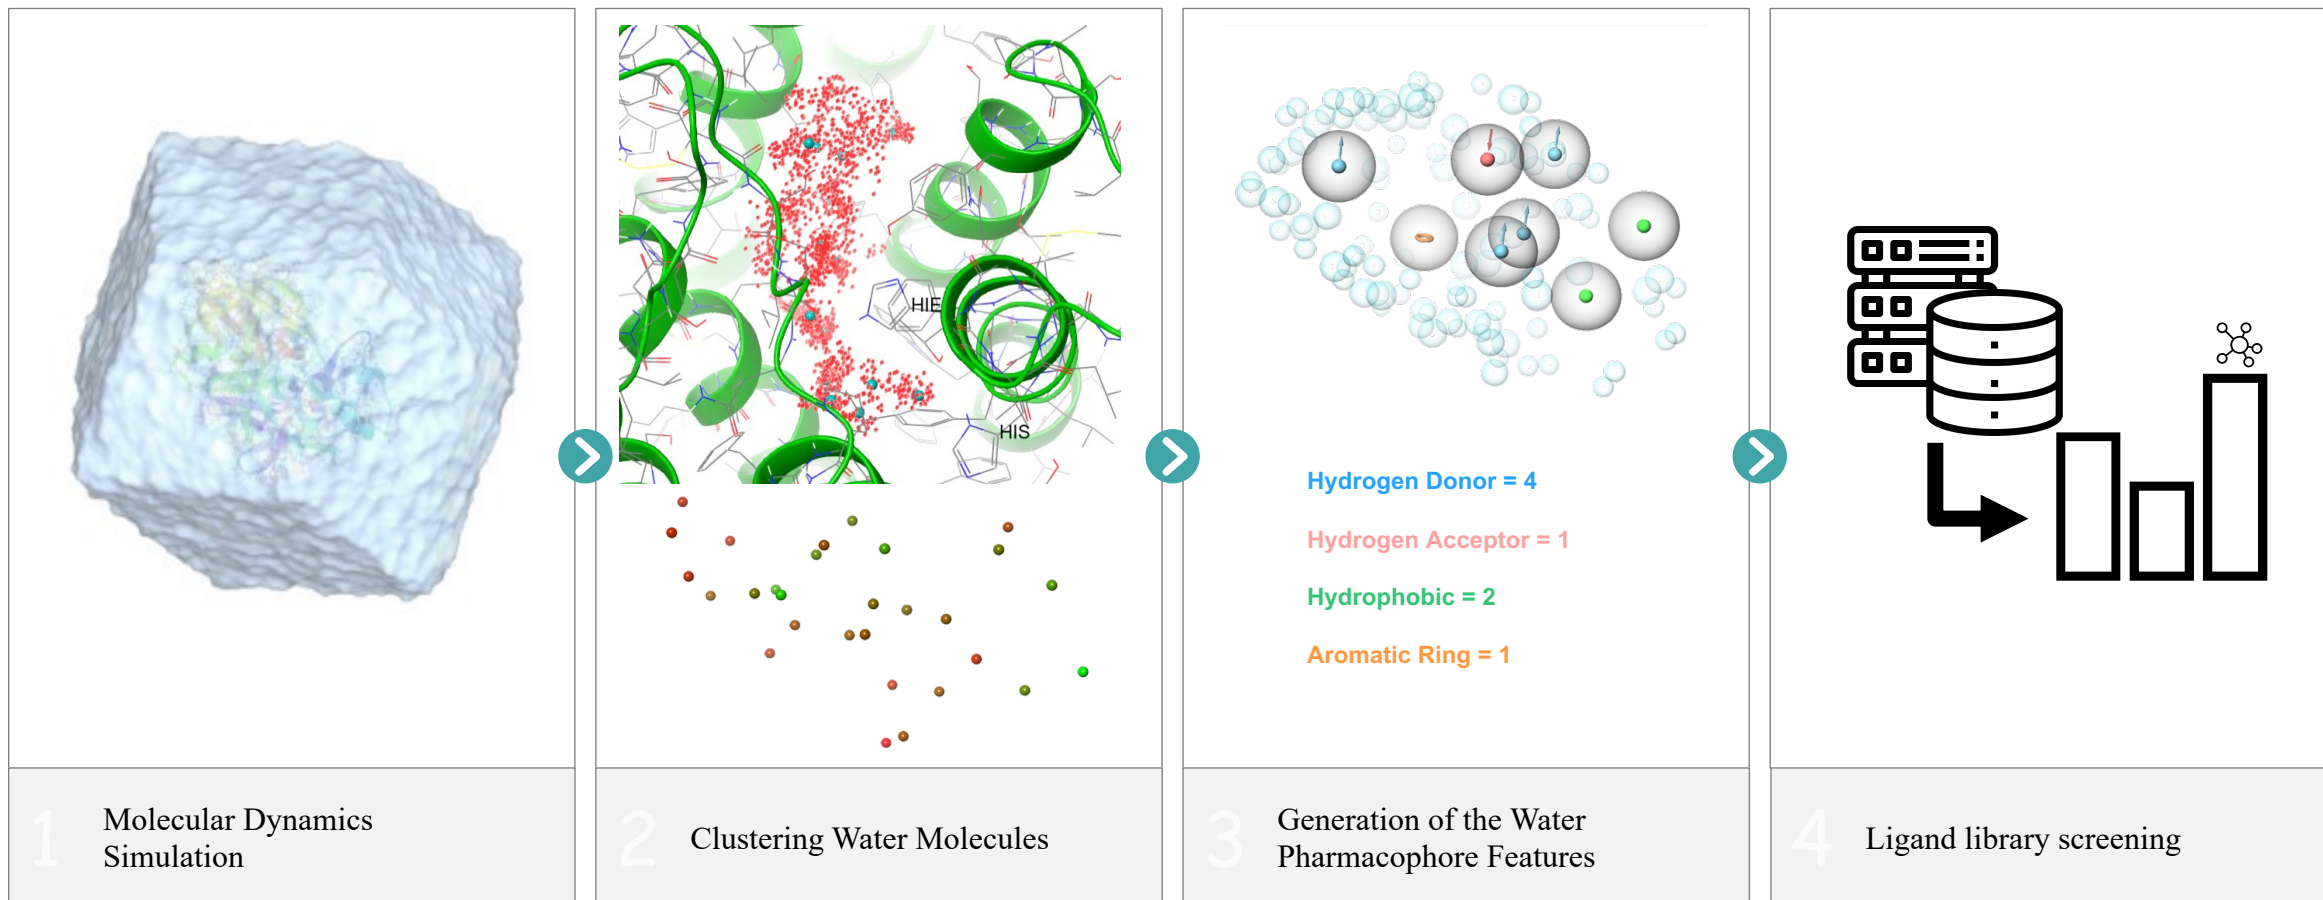 HIE
HIS
Hydrogen Donor = 4
Hydrogen Acceptor = 1
Hydrophobic = 2
Aromatic Ring = 1
1
Molecular Dynamics
Simulation
2
Clustering Water Molecules
3
Generation of the Water
Pharmacophore Features
4
Ligand library screening